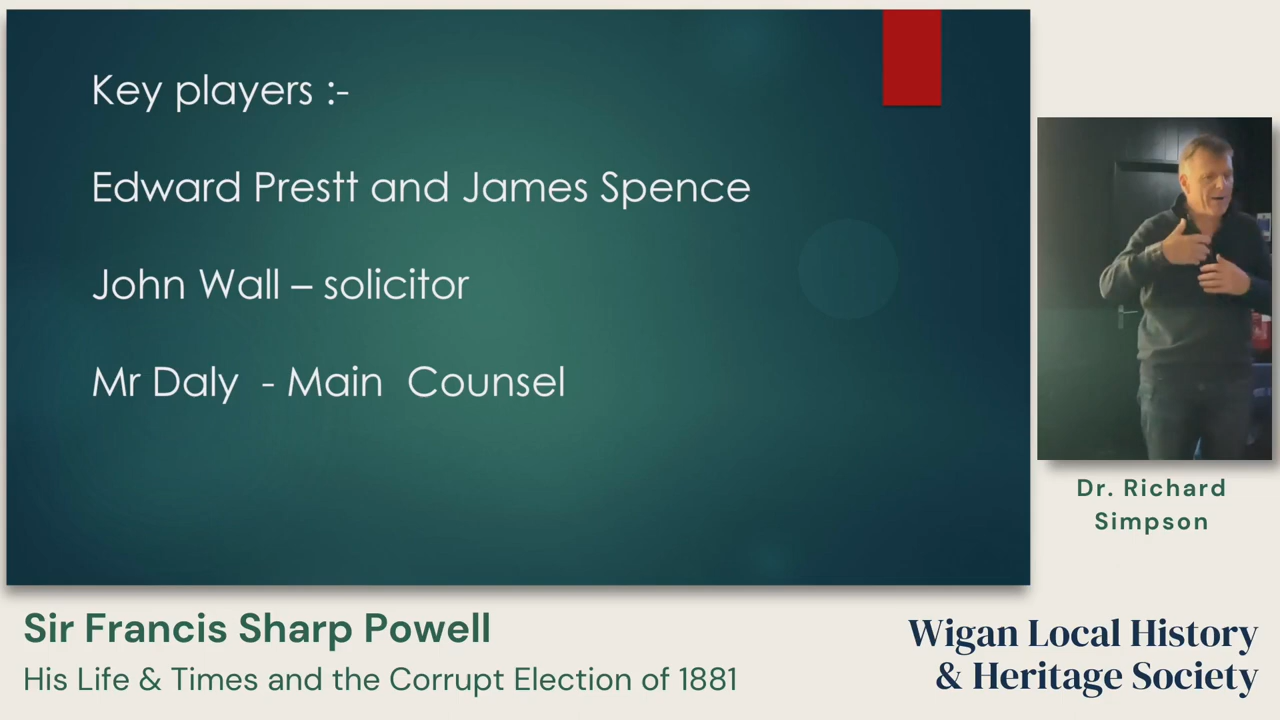 Key players :-
Edward Prestt and James Spence
John Wall – solicitor
Mr Daly - Main Counsel
Dr. Richard
Simpson
Sir Francis Sharp Powell
His Life & Times and the Corrupt Election of 1881
Wigan Local History
& Heritage Society